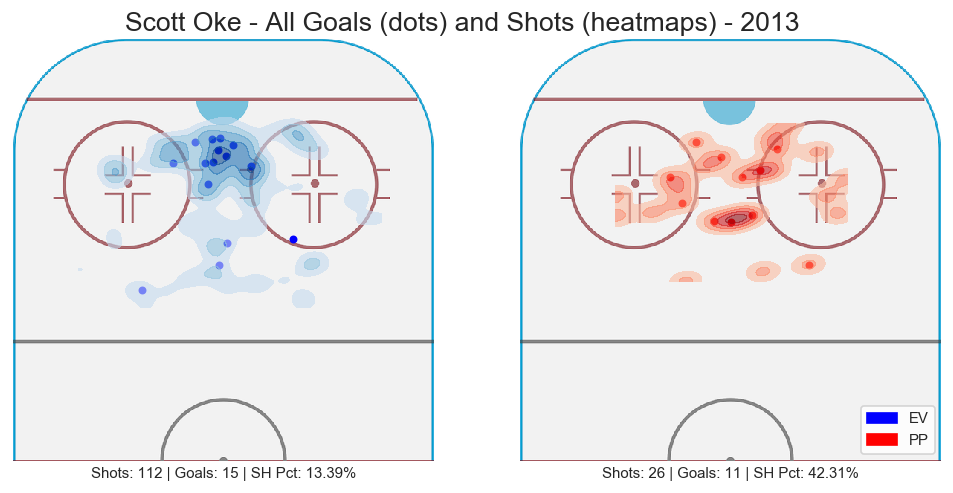 Scott Oke - All Goals (dots) and Shots (heatmaps) - 2013
EV
PP
Shots: 112 | Goals: 15 | SH Pct: 13.39%
Shots: 26 | Goals: 11 | SH Pct: 42.31%